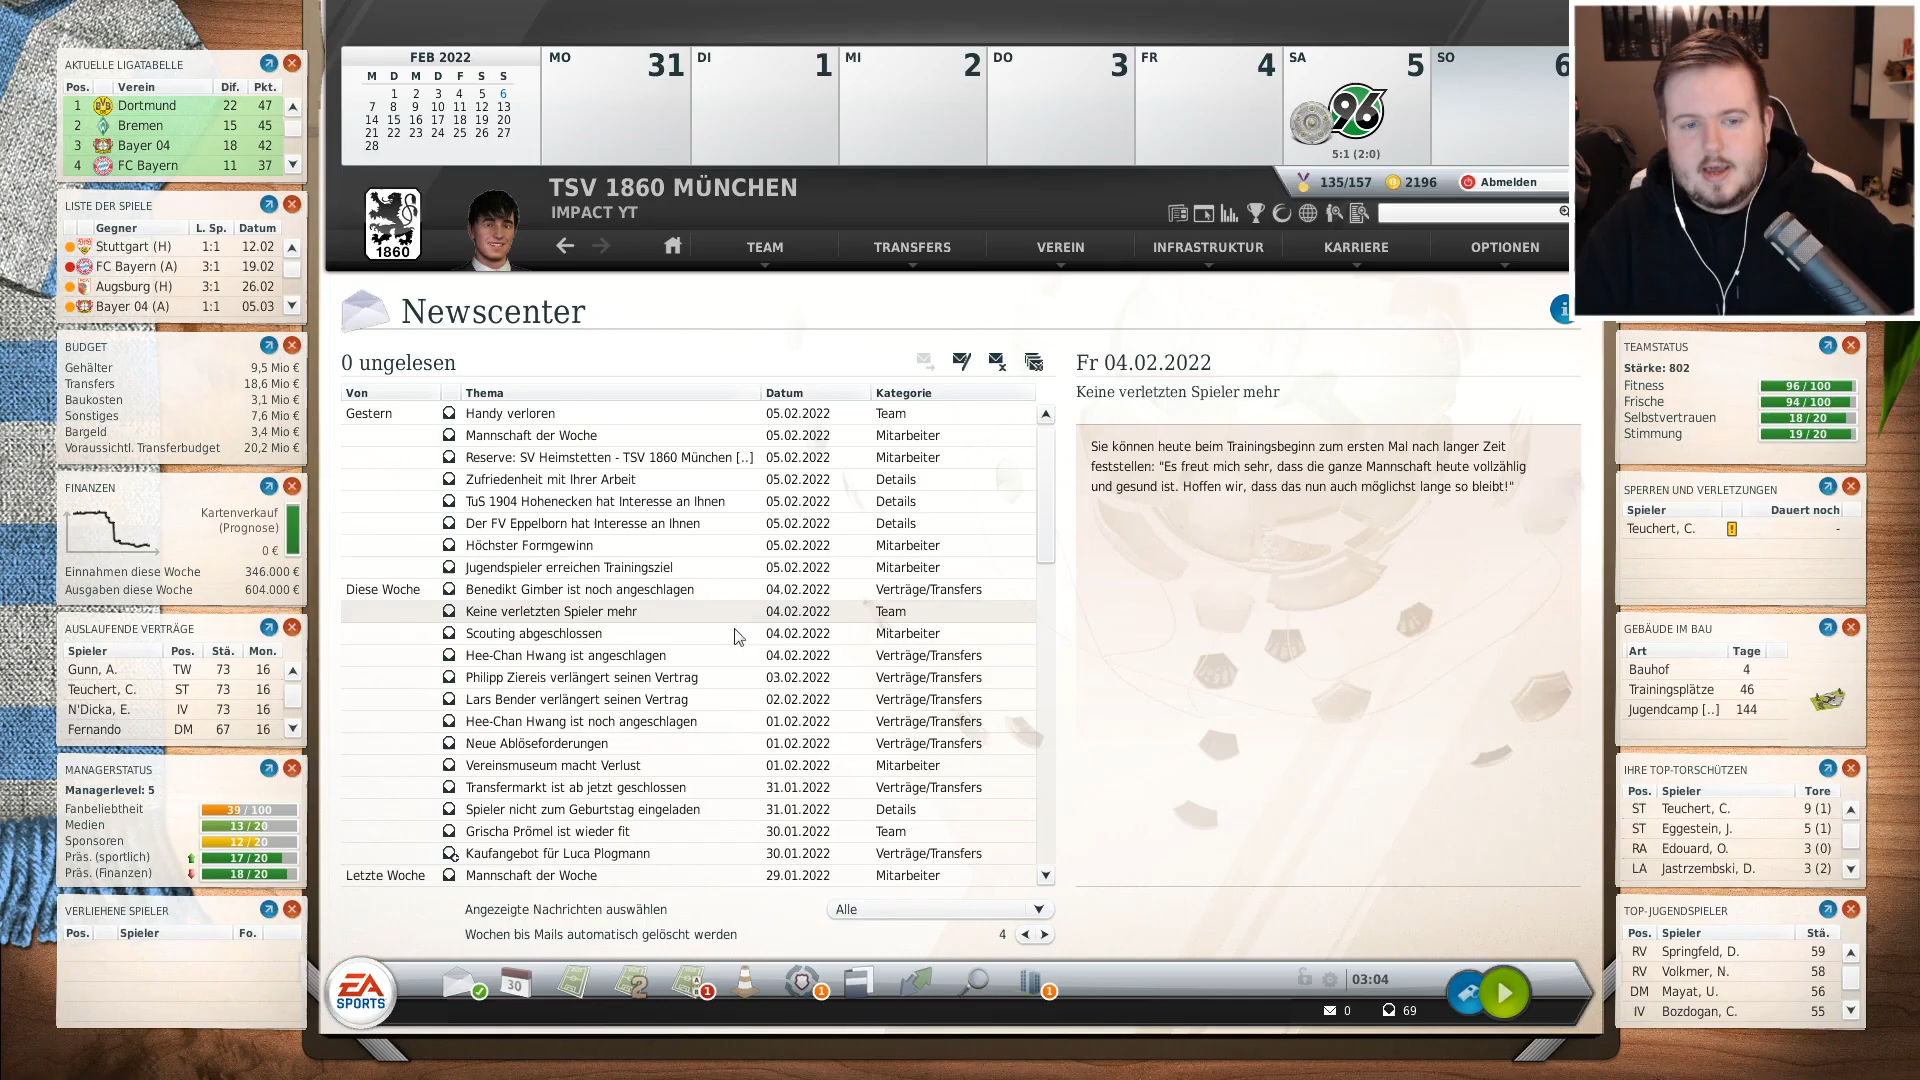 AKTUELLE LIGATABELLE
Pos. Verein Dif. Pkt.
1 Dortmund 22 47
2 Bremen 15 45
3 Bayer 04 18 42
4 FC Bayern 11 37
LISTE DER SPIELE
Gegner L. Sp. Datum
Stuttgart (H) 1:1 12.02
FC Bayern (A) 3:1 19.02
Augsburg (H) 3:1 26.02
Bayer 04 (A) 1:1 05.03
BUDGET
Gehälter 9,5 Mio €
Transfers 18,6 Mio €
Baukosten 3,1 Mio €
Sonstiges 7,6 Mio €
Bargeld 3,4 Mio €
Voraussichtl. Transferbudget 20,2 Mio €
FINANZEN
Kartenverkauf
(Prognose)
0 €
Einnahmen diese Woche 346.000 €
Ausgaben diese Woche 604.000 €
AUSLAUFENDE VERTRÄGE
Spieler Pos. Stä. Mon.
Gunn, A. TW 73 16
Teuchert, C. ST 73 16
N'Dicka, E. IV 73 16
Fernando DM 67 16
MANAGERSTATUS
Managerlevel: 5
Fanbeliebtheit 39 / 100
Medien 13 / 20
Sponsoren 12 / 20
Präs. (sportlich) 17 / 20
Präs. (Finanzen) 18 / 20
VERLIEHENE SPIELER
Pos. Spieler Fo.
FEB 2022
M D M D F S S
1 2 3 4 5 6
7 8 9 10 11 12 13
14 15 16 17 18 19 20
21 22 23 24 25 26 27
28
MO 31 DI 1 MI 2 DO 3 FR 4 SA 5 SO 6
96
5:1 (2:0)
135/157 2196 Abmelden
TSV 1860 MÜNCHEN
IMPACT YT
1860
TEAM TRANSFERS VEREIN INFRASTRUKTUR KARRIERE OPTIONEN
Newscenter
0 ungelesen
Von Thema Datum Kategorie
Gestern Handy verloren 05.02.2022 Team
Mannschaft der Woche 05.02.2022 Mitarbeiter
Reserve: SV Heimstetten - TSV 1860 München [..] 05.02.2022 Mitarbeiter
Zufriedenheit mit Ihrer Arbeit 05.02.2022 Details
TuS 1904 Hohenecken hat Interesse an Ihnen 05.02.2022 Details
Der FV Eppelborn hat Interesse an Ihnen 05.02.2022 Details
Höchster Formgewinn 05.02.2022 Mitarbeiter
Jugendspieler erreichen Trainingsziel 05.02.2022 Mitarbeiter
Diese Woche Benedikt Gimber ist noch angeschlagen 04.02.2022 Verträge/Transfers
Keine verletzten Spieler mehr 04.02.2022 Team
Scouting abgeschlossen 04.02.2022 Mitarbeiter
Hee-Chan Hwang ist angeschlagen 04.02.2022 Verträge/Transfers
Philipp Ziereis verlängert seinen Vertrag 03.02.2022 Verträge/Transfers
Lars Bender verlängert seinen Vertrag 02.02.2022 Verträge/Transfers
Hee-Chan Hwang ist noch angeschlagen 01.02.2022 Verträge/Transfers
Neue Ablöseforderungen 01.02.2022 Verträge/Transfers
Vereinsmuseum macht Verlust 01.02.2022 Mitarbeiter
Transfermarkt ist ab jetzt geschlossen 31.01.2022 Verträge/Transfers
Spieler nicht zum Geburtstag eingeladen 31.01.2022 Details
Grischa Prömel ist wieder fit 30.01.2022 Team
Kaufangebot für Luca Plogmann 30.01.2022 Verträge/Transfers
Letzte Woche Mannschaft der Woche 29.01.2022 Mitarbeiter
Angezeigte Nachrichten auswählen Alle
Wochen bis Mails automatisch gelöscht werden 4
Fr 04.02.2022
Keine verletzten Spieler mehr
Sie können heute beim Trainingsbeginn zum ersten Mal nach langer Zeit
feststellen: "Es freut mich sehr, dass die ganze Mannschaft heute vollzählig
und gesund ist. Hoffen wir, dass das nun auch möglichst lange so bleibt!"
EA
SPORTS
30 2 1 1 1
03:04
0 69
NEW YORK
TEAMSTATUS
Stärke: 802
Fitness 96 / 100
Frische 94 / 100
Selbstvertrauen 18 / 20
Stimmung 19 / 20
SPERREN UND VERLETZUNGEN
Spieler Dauert noch
Teuchert, C. -
GEBÄUDE IM BAU
Art Tage
Bauhof 4
Trainingsplätze 46
Jugendcamp [..] 144
IHRE TOP-TORSCHÜTZEN
Pos. Spieler Tore
ST Teuchert, C. 9 (1)
ST Eggestein, J. 5 (1)
RA Edouard, O. 3 (0)
LA Jastrzembski, D. 3 (2)
TOP-JUGENDSPIELER
Pos. Spieler Stä.
RV Springfeld, D. 59
RV Volkmer, N. 58
DM Mayat, U. 56
IV Bozdogan, C. 55